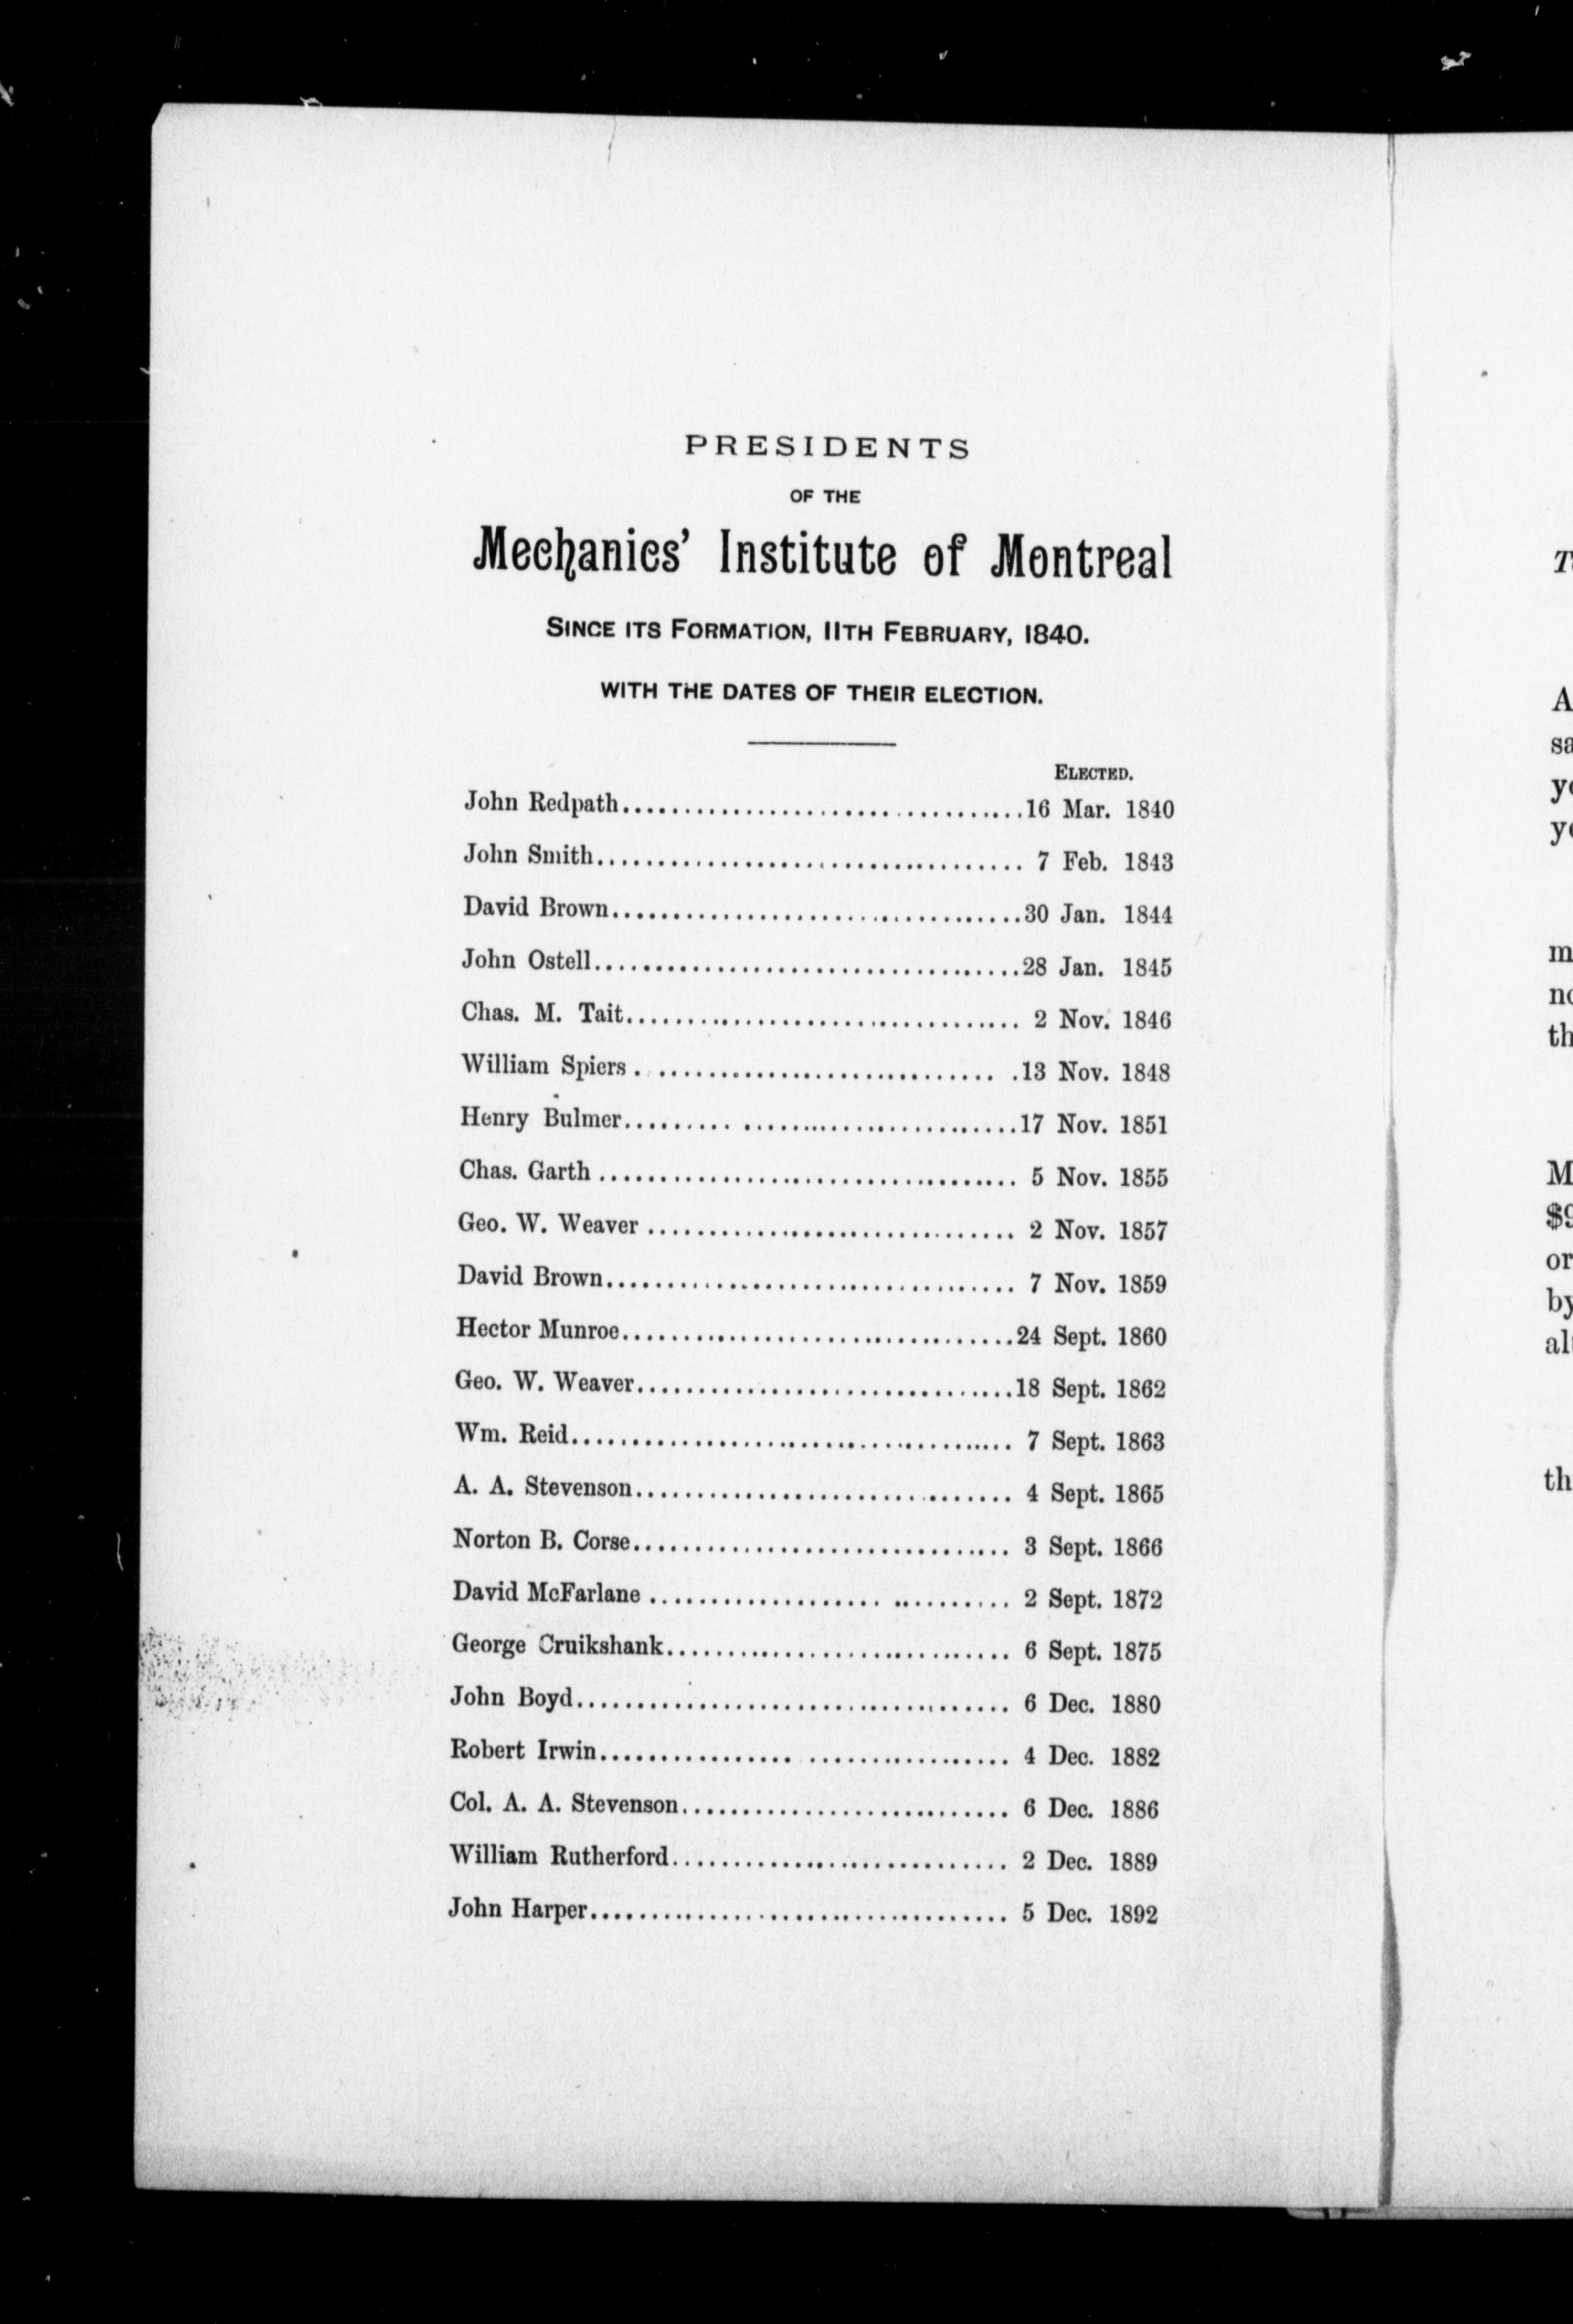 PRESIDENTS
OF THE
Mechanics' Institute of Montreal
SINCE ITS FORMATION, 11TH FEBRUARY, 1840.
WITH THE DATES OF THEIR ELECTION.
ELECTED.
John Redpath.......................................16 Mar. 1840
John Smith......................................... 7 Feb. 1843
David Brown.......................................30 Jan. 1844
John Ostell.........................................28 Jan. 1845
Chas. M. Tait...................................... 2 Nov. 1846
William Spiers . ............................... .13 Nov. 1848
Henry Bulmer......... ...........................17 Nov. 1851
Chas. Garth ....................................... 5 Nov. 1855
Geo. W. Weaver ................................... 2 Nov. 1857
David Brown....................................... 7 Nov. 1859
Hector Munroe.....................................24 Sept. 1860
Geo. W. Weaver....................................18 Sept. 1862
Wm. Reid.......................................... 7 Sept. 1863
A. A. Stevenson.................................... 4 Sept. 1865
Norton B. Corse.................................... 3 Sept. 1866
David McFarlane ................... .......... 2 Sept. 1872
George Cruikshank................................. 6 Sept. 1875
John Boyd......................................... 6 Dec. 1880
Robert Irwin................ ................. 4 Dec. 1882
Col. A. A. Stevenson............................... 6 Dec. 1886
William Rutherford................................ 2 Dec. 1889
John Harper....................................... 5 Dec. 1892